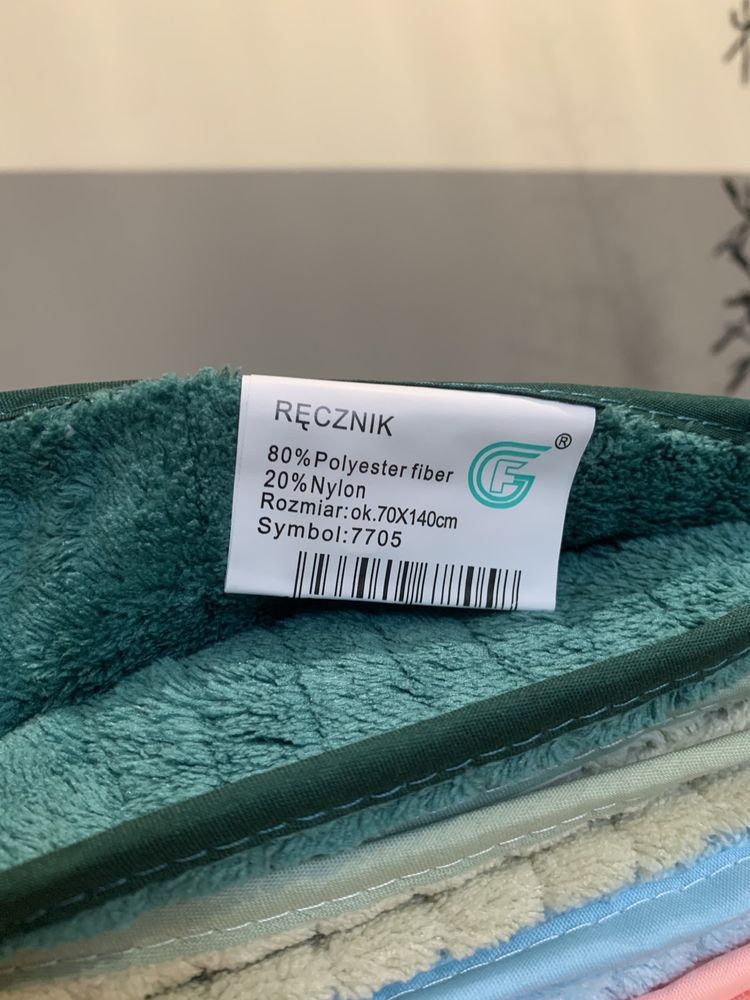 RĘCZNIK
80%Polyester fiber
20%Nylon
Rozmiar:ok.70X140cm
Symbol:7705
GF®